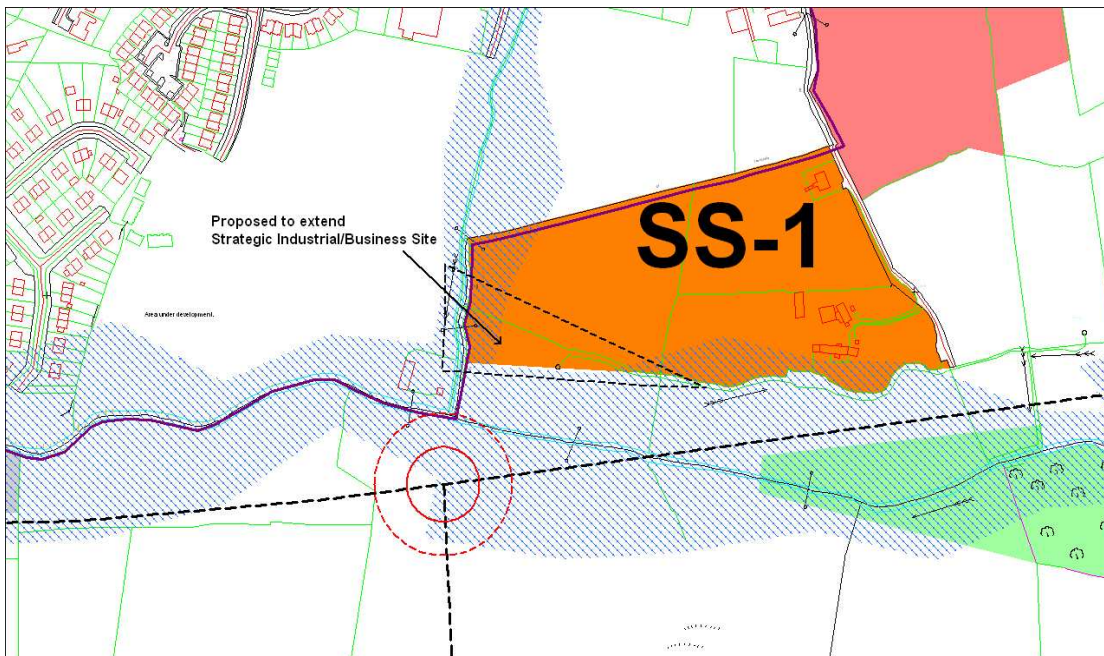 SS-1
Proposed to extend
Strategic Industrial/Business Site
Area under development.